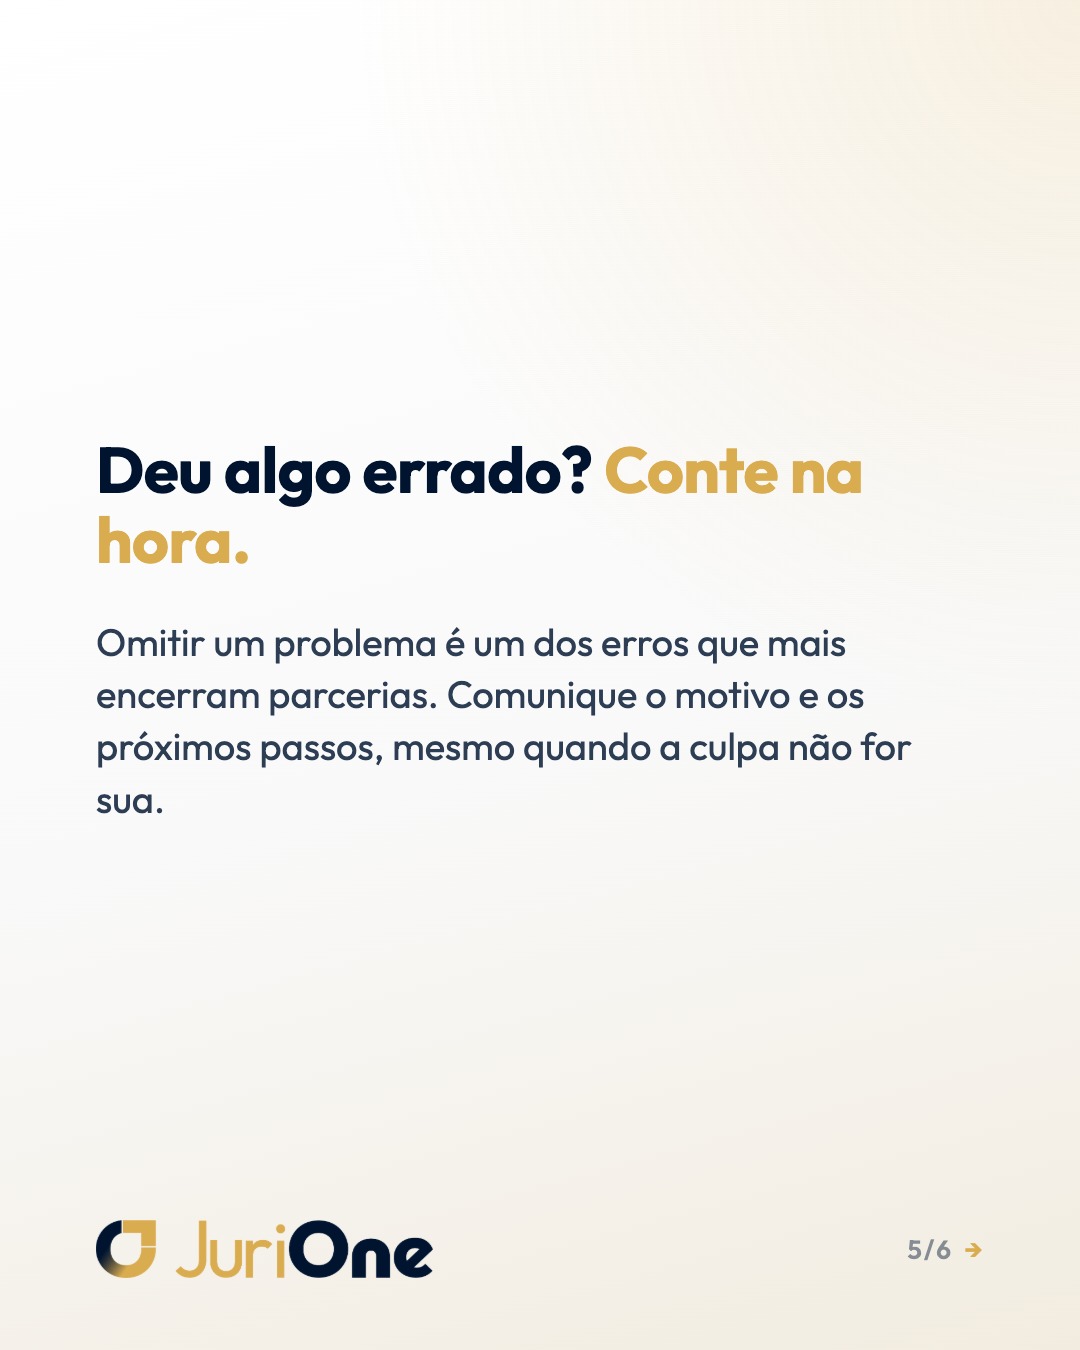 Deu algo errado? Conte na
hora.
Omitir um problema é um dos erros que mais
encerram parcerias. Comunique o motivo e os
próximos passos, mesmo quando a culpa não for
sua.
JuriOne
5/6 →